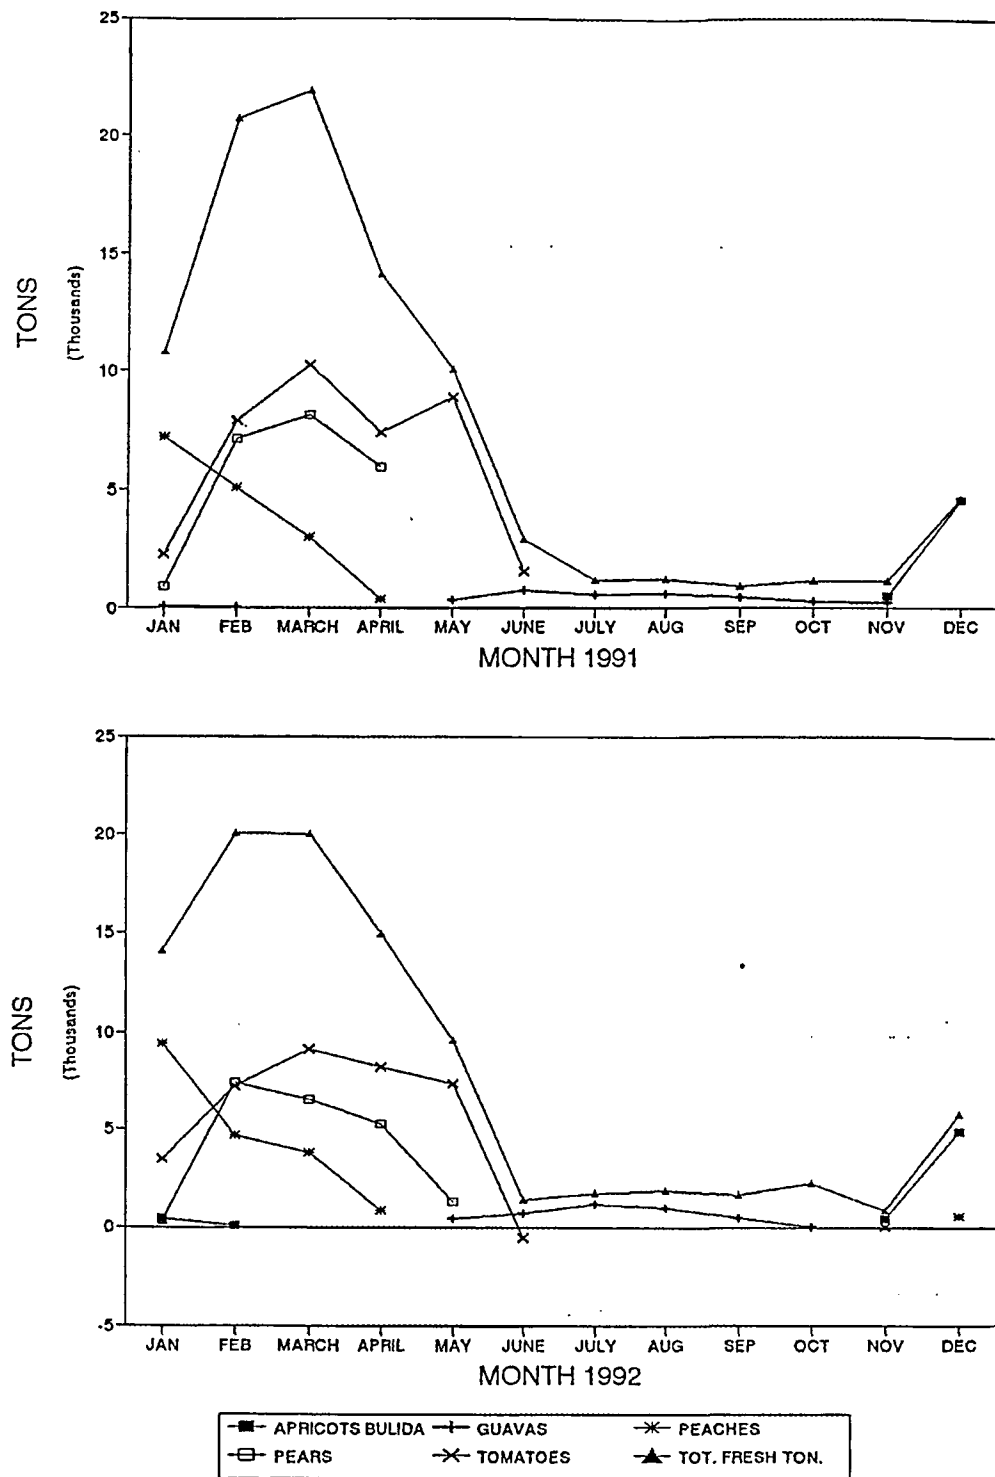 25
20
15
10
5
0
TONS
(Thousands)
JAN FEB MARCH APRIL MAY JUNE JULY AUG SEP OCT NOV DEC
MONTH 1991
25
20
15
10
5
0
-5
TONS
(Thousands)
JAN FEB MARCH APRIL MAY JUNE JULY AUG SEP OCT NOV DEC
MONTH 1992
APRICOTS BULIDA GUAVAS PEACHES
PEARS TOMATOES TOT. FRESH TON.